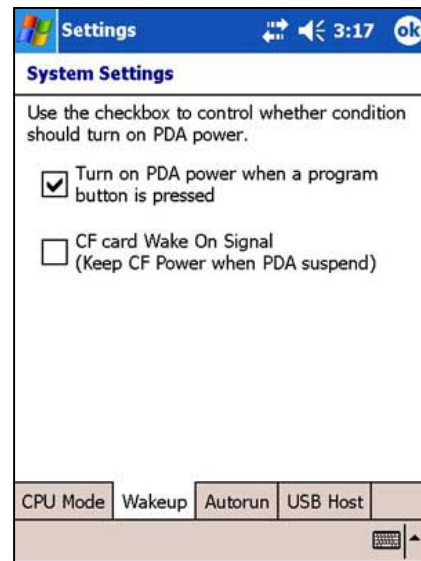 Settings 3:17 ok
System Settings
Use the checkbox to control whether condition
should turn on PDA power.
Turn on PDA power when a program
button is pressed
CF card Wake On Signal
(Keep CF Power when PDA suspend)
CPU Mode Wakeup Autorun USB Host